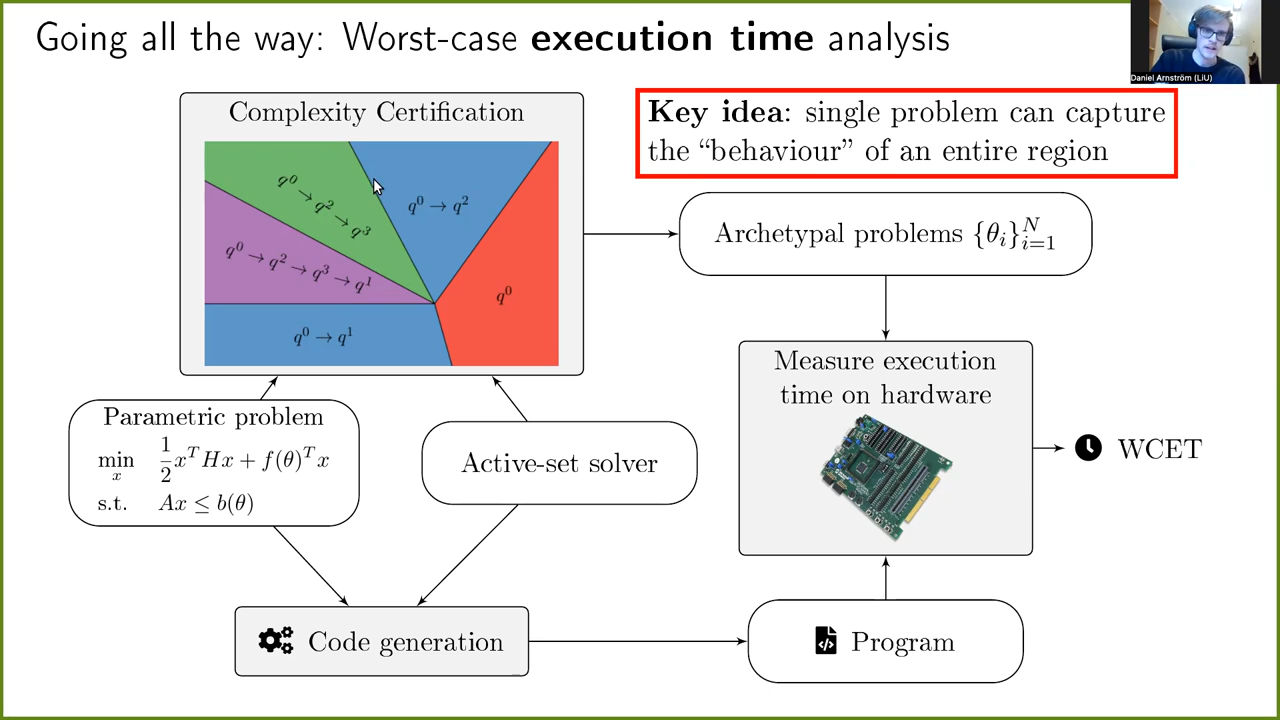 Going all the way: Worst-case execution time analysis
Daniel Arnström (LiU)
Complexity Certification
q⁰ → q² → q³
q⁰ → q²
q⁰ → q² → q³ → q¹
q⁰
q⁰ → q¹
Key idea: single problem can capture
the “behaviour” of an entire region
Archetypal problems {θᵢ}ᵢ₌₁ᴺ
Measure execution
time on hardware
WCET
Parametric problem
min x 1/2 xᵀHx + f(θ)ᵀx
s.t. Ax ≤ b(θ)
Active-set solver
Code generation
Program